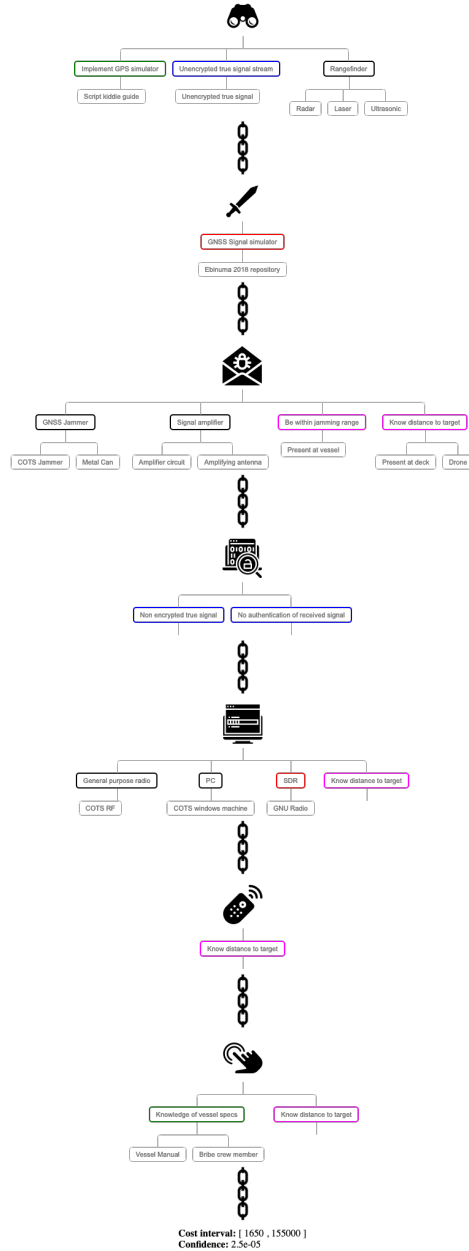 Implement GPS simulator
Unencrypted true signal stream
Rangefinder
Script kiddie guide
Unencrypted true signal
Radar
Laser
Ultrasonic
GNSS Signal simulator
Ebinuma 2018 repository
GNSS Jammer
Signal amplifier
Be within jamming range
Know distance to target
COTS Jammer
Metal Can
Amplifier circuit
Amplifying antenna
Present at vessel
Present at deck
Drone
Non encrypted true signal
No authentication of received signal
General purpose radio
PC
SDR
Know distance to target
COTS RF
COTS windows machine
GNU Radio
Know distance to target
Knowledge of vessel specs
Know distance to target
Vessel Manual
Bribe crew member
Cost interval: [ 1650 , 155000 ]
Confidence: 2.5e-05